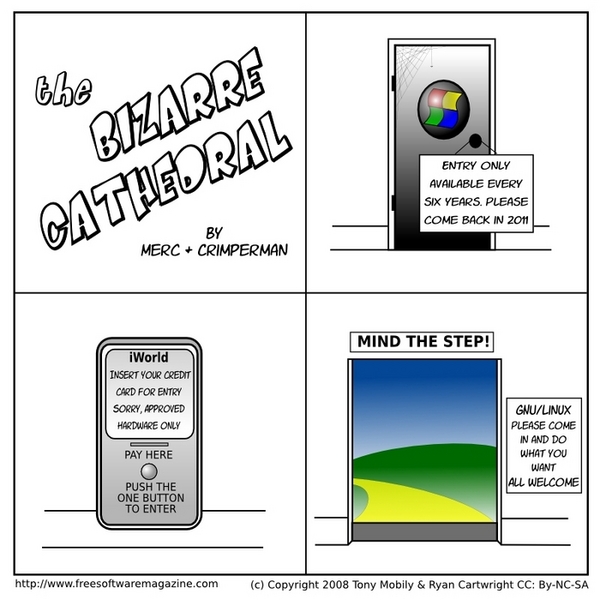 the
BIZARRE
CATHEDRAL
BY
MERC + CRIMPERMAN
ENTRY ONLY
AVAILABLE EVERY
SIX YEARS. PLEASE
COME BACK IN 2011
iWorld
INSERT YOUR CREDIT
CARD FOR ENTRY
SORRY, APPROVED
HARDWARE ONLY
PAY HERE
PUSH THE
ONE BUTTON
TO ENTER
MIND THE STEP!
GNU/LINUX
PLEASE COME
IN AND DO
WHAT YOU
WANT
ALL WELCOME
http://www.freesoftwaremagazine.com
(c) Copyright 2008 Tony Mobily & Ryan Cartwright CC: By-NC-SA